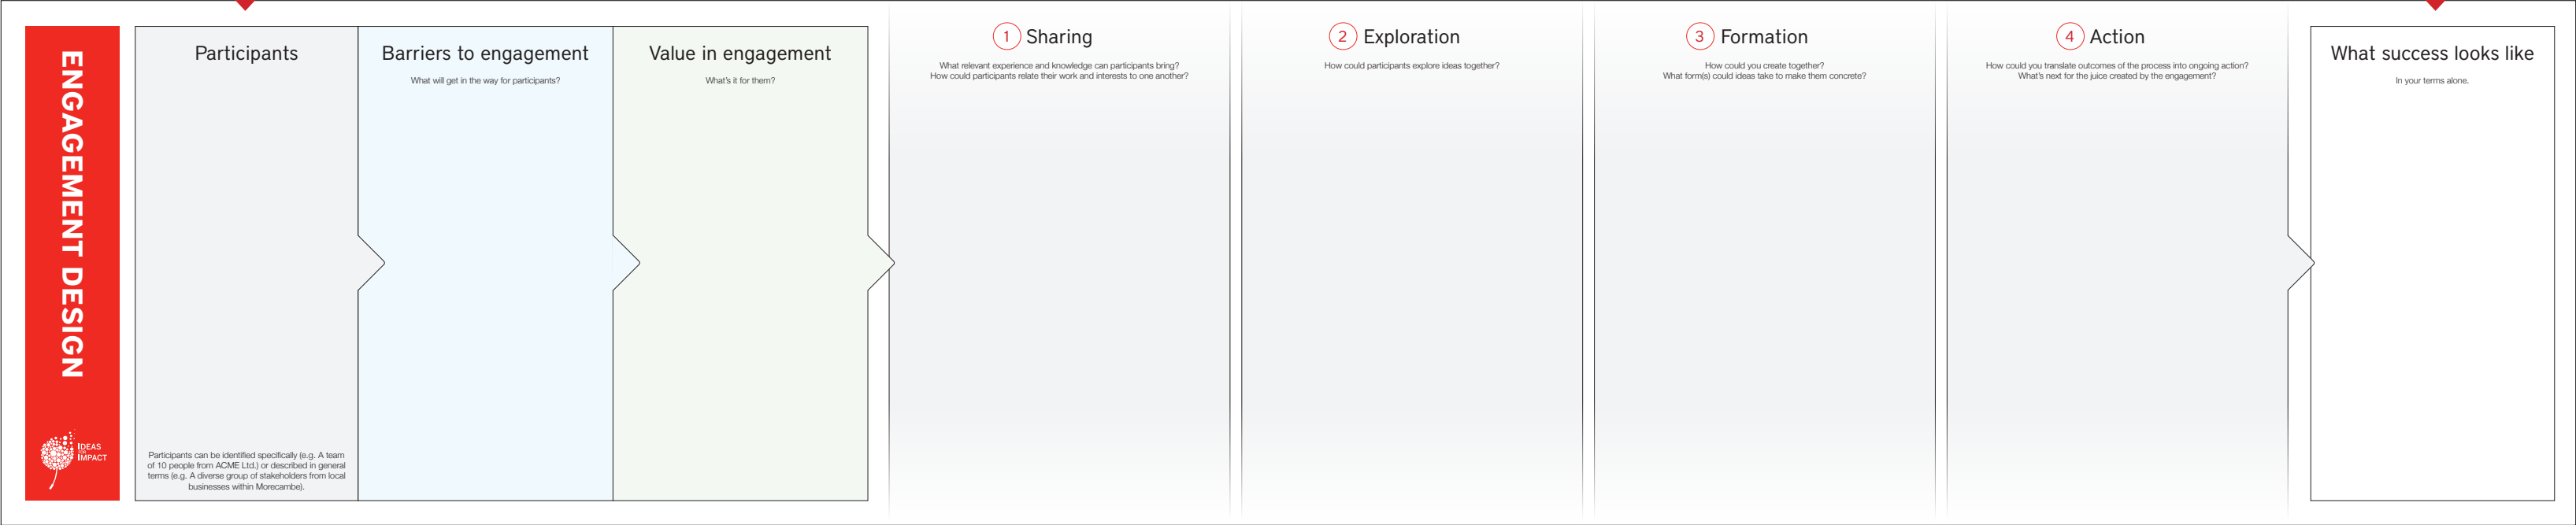 ENGAGEMENT DESIGN
IDEAS
FOR
IMPACT
Participants
Participants can be identified specifically (e.g. A team
of 10 people from ACME Ltd.) or described in general
terms (e.g. A diverse group of stakeholders from local
businesses within Morecambe).
Barriers to engagement
What will get in the way for participants?
Value in engagement
What's it for them?
1 Sharing
What relevant experience and knowledge can participants bring?
How could participants relate their work and interests to one another?
2 Exploration
How could participants explore ideas together?
3 Formation
How could you create together?
What form(s) could ideas take to make them concrete?
4 Action
How could you translate outcomes of the process into ongoing action?
What's next for the juice created by the engagement?
What success looks like
In your terms alone.